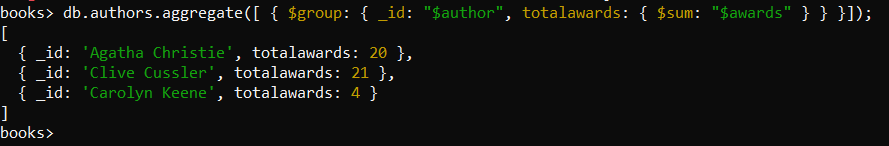 books> db.authors.aggregate([ { $group: { _id: "$author", totalawards: { $sum: "$awards" } } }]);
[
  { _id: 'Agatha Christie', totalawards: 20 },
  { _id: 'Clive Cussler', totalawards: 21 },
  { _id: 'Carolyn Keene', totalawards: 4 }
]
books>